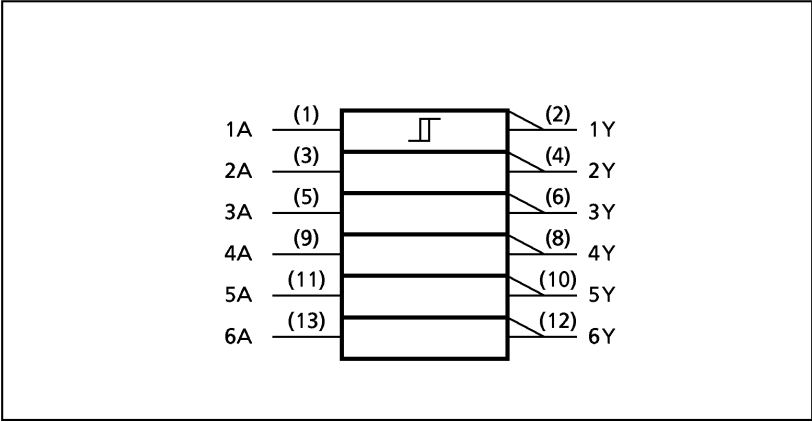 1A (1) (2) 1Y
2A (3) (4) 2Y
3A (5) (6) 3Y
4A (9) (8) 4Y
5A (11) (10) 5Y
6A (13) (12) 6Y